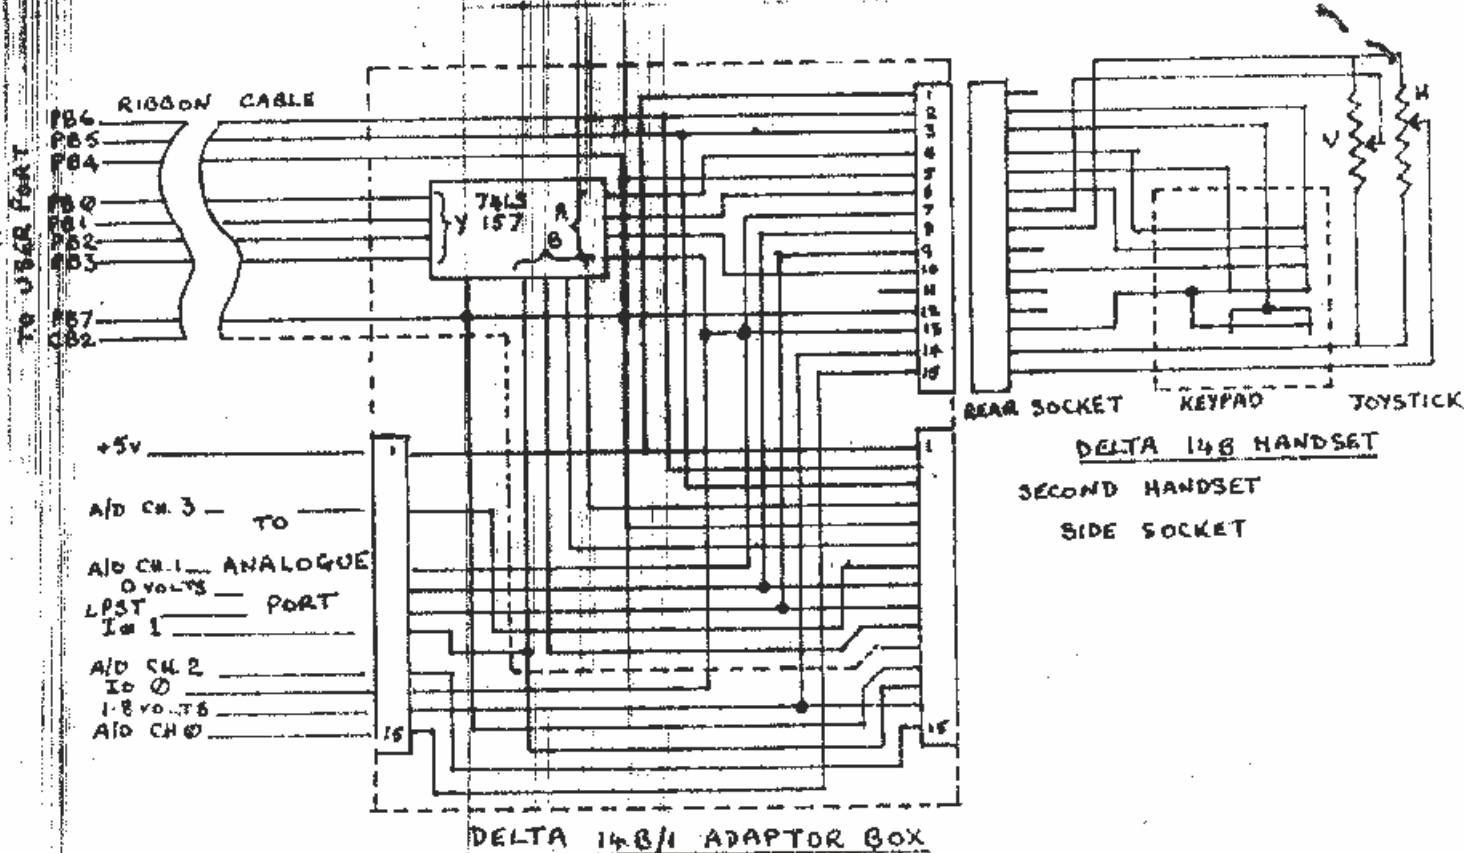 RIBBON CABLE
TO USER PORT
PB6
PB5
PB4
PB0
PB1
PB2
PB3
PB7
CB2
74LS
157
Y
A
B
1
2
3
4
5
6
7
8
9
10
11
12
13
14
15
V
H
REAR SOCKET
KEYPAD
JOYSTICK
DELTA 14B HANDSET
SECOND HANDSET
SIDE SOCKET
+5V
1
1
A/D CH. 3
TO
A/D CH. 1
ANALOGUE
0 VOLTS
LPST
PORT
I 1
A/D CH. 2
I 0
1.8 VOLTS
A/D CH 0
15
15
DELTA 14B/1 ADAPTOR BOX